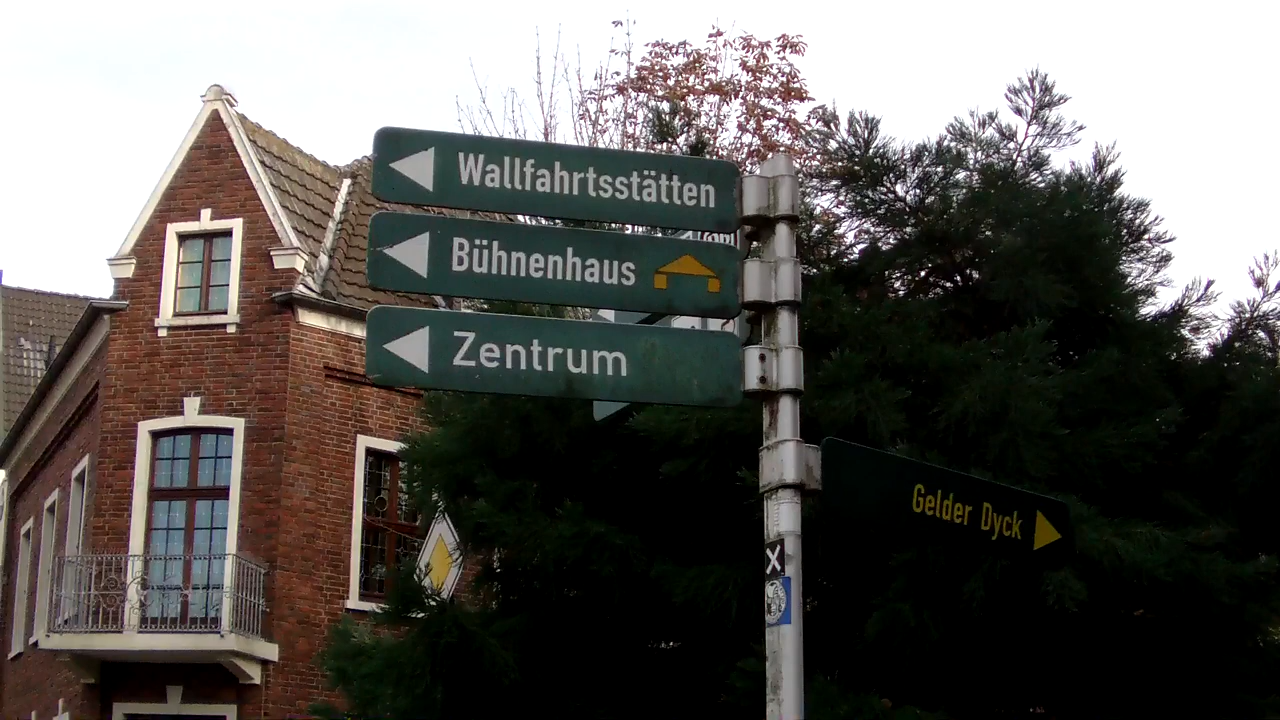 Wallfahrtsstätten
Bühnenhaus
Zentrum
Gelder Dyck
X